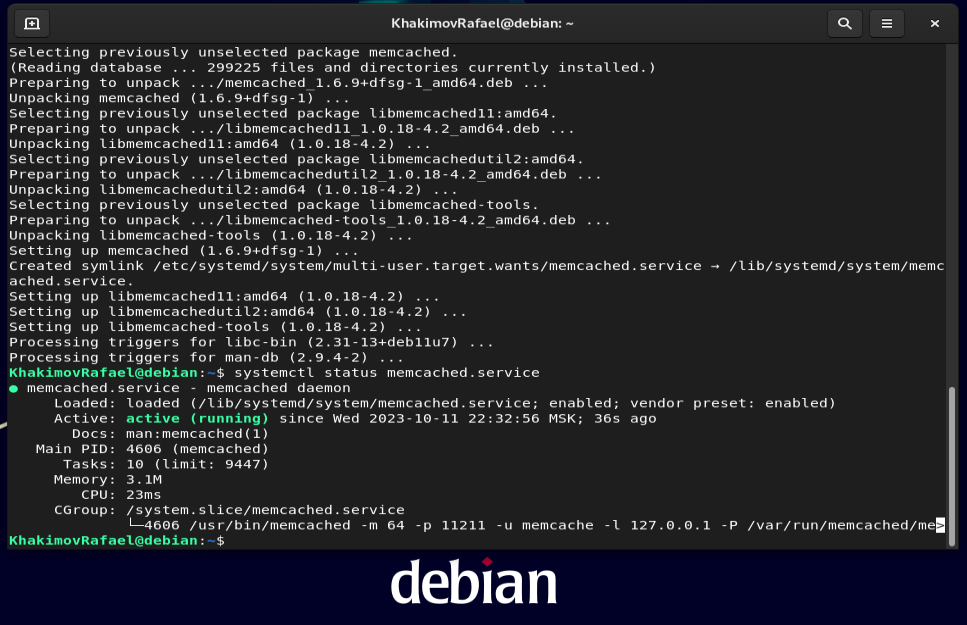 KhakimovRafael@debian: ~
Selecting previously unselected package memcached.
(Reading database ... 299225 files and directories currently installed.)
Preparing to unpack .../memcached_1.6.9+dfsg-1_amd64.deb ...
Unpacking memcached (1.6.9+dfsg-1) ...
Selecting previously unselected package libmemcached11:amd64.
Preparing to unpack .../libmemcached11_1.0.18-4.2_amd64.deb ...
Unpacking libmemcached11:amd64 (1.0.18-4.2) ...
Selecting previously unselected package libmemcachedutil2:amd64.
Preparing to unpack .../libmemcachedutil2_1.0.18-4.2_amd64.deb ...
Unpacking libmemcachedutil2:amd64 (1.0.18-4.2) ...
Selecting previously unselected package libmemcached-tools.
Preparing to unpack .../libmemcached-tools_1.0.18-4.2_amd64.deb ...
Unpacking libmemcached-tools (1.0.18-4.2) ...
Setting up memcached (1.6.9+dfsg-1) ...
Created symlink /etc/systemd/system/multi-user.target.wants/memcached.service → /lib/systemd/system/memc
ached.service.
Setting up libmemcached11:amd64 (1.0.18-4.2) ...
Setting up libmemcachedutil2:amd64 (1.0.18-4.2) ...
Setting up libmemcached-tools (1.0.18-4.2) ...
Processing triggers for libc-bin (2.31-13+deb11u7) ...
Processing triggers for man-db (2.9.4-2) ...
KhakimovRafael@debian:~$ systemctl status memcached.service
● memcached.service - memcached daemon
     Loaded: loaded (/lib/systemd/system/memcached.service; enabled; vendor preset: enabled)
     Active: active (running) since Wed 2023-10-11 22:32:56 MSK; 36s ago
       Docs: man:memcached(1)
   Main PID: 4606 (memcached)
      Tasks: 10 (limit: 9447)
     Memory: 3.1M
        CPU: 23ms
     CGroup: /system.slice/memcached.service
             └─4606 /usr/bin/memcached -m 64 -p 11211 -u memcache -l 127.0.0.1 -P /var/run/memcached/me>
KhakimovRafael@debian:~$
debian